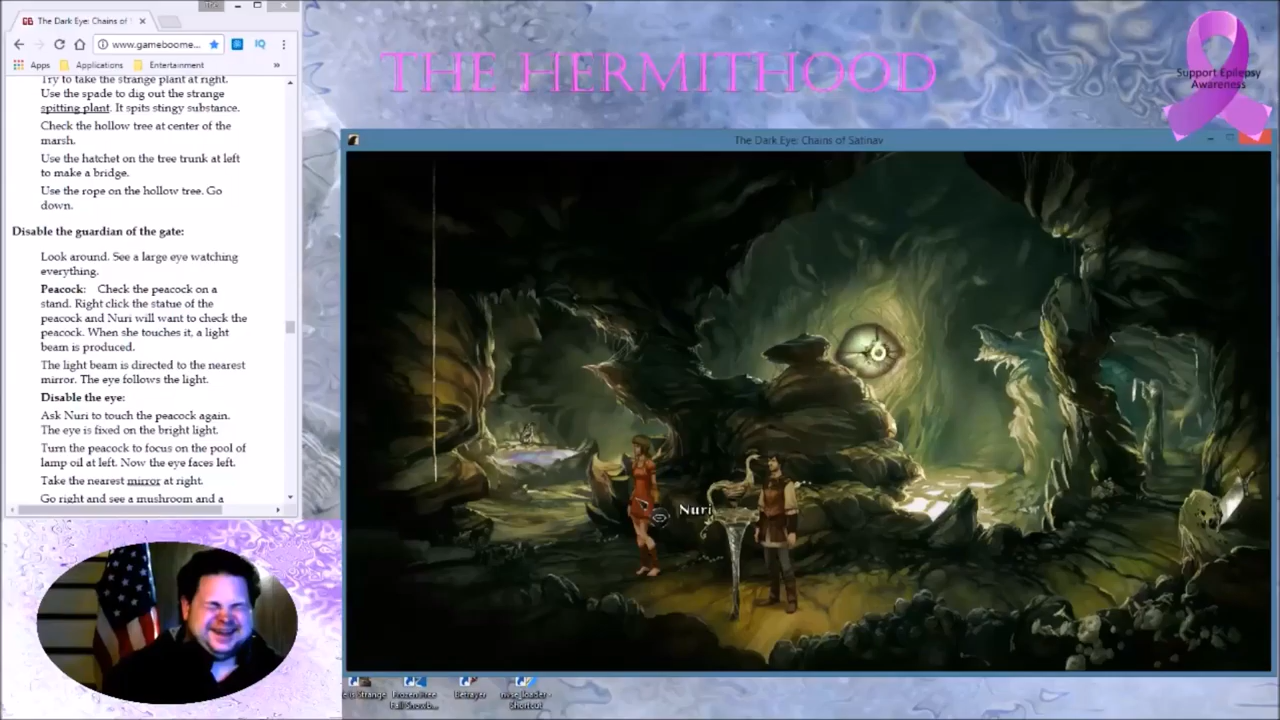 The Dark Eye: Chains of
www.gameboome...
Apps
Applications
Entertainment
»
Try to take the strange plant at right.
Use the spade to dig out the strange
spitting plant. It spits stingy substance.
Check the hollow tree at center of the
marsh.
Use the hatchet on the tree trunk at left
to make a bridge.
Use the rope on the hollow tree. Go
down.
Disable the guardian of the gate:
Look around. See a large eye watching
everything.
Peacock: Check the peacock on a
stand. Right click the statue of the
peacock and Nuri will want to check the
peacock. When she touches it, a light
beam is produced.
The light beam is directed to the nearest
mirror. The eye follows the light.
Disable the eye:
Ask Nuri to touch the peacock again.
The eye is fixed on the bright light.
Turn the peacock to focus on the pool of
lamp oil at left. Now the eye faces left.
Take the nearest mirror at right.
Go right and see a mushroom and a
THE HERMITHOOD
Support Epilepsy
Awareness
The Dark Eye: Chains of Satinav
Nuri
Betrayer
Shortcut